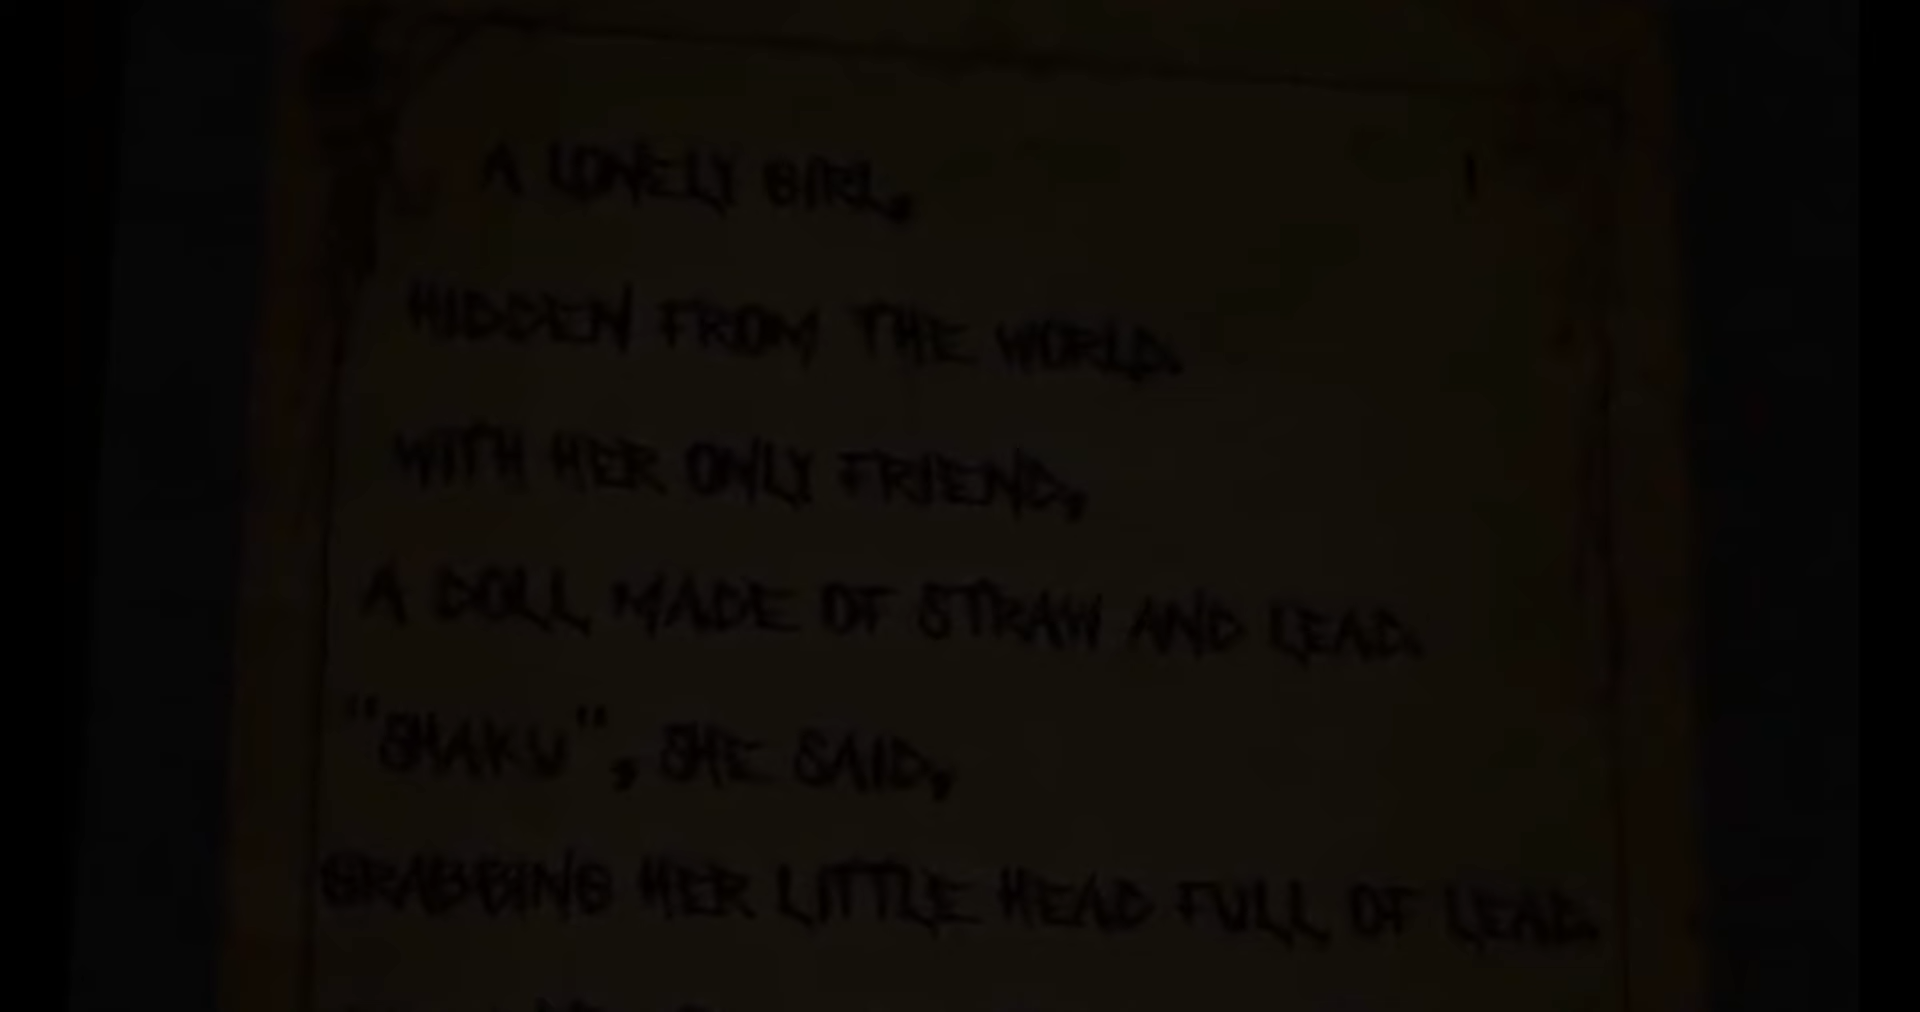 A LONELY GIRL,
HIDDEN FROM THE WORLD.
WITH HER ONLY FRIEND,
A DOLL MADE OF STRAW AND LEAD.
"SHAKU", SHE SAID,
GRABBING HER LITTLE HEAD FULL OF LEAD.